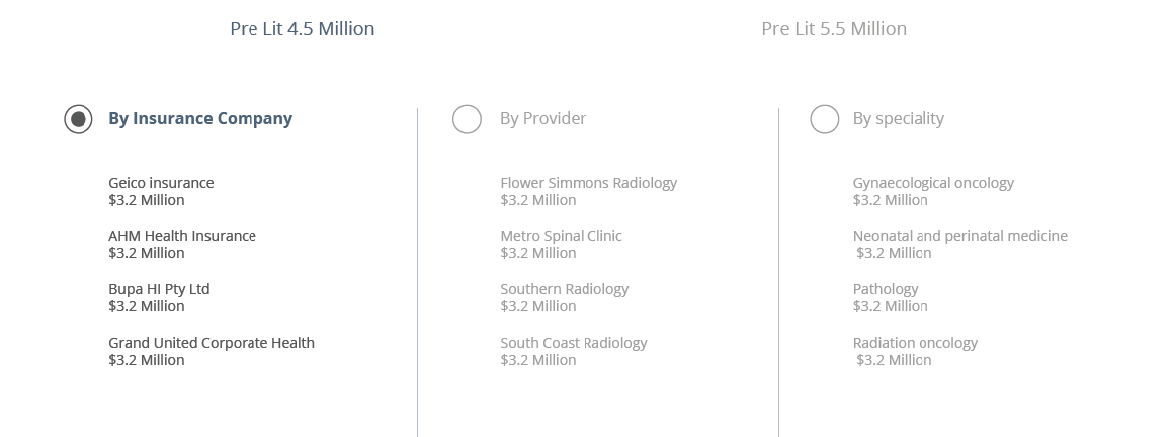 Pre Lit 4.5 Million
Pre Lit 5.5 Million
By Insurance Company
Geico insurance
$3.2 Million
AHM Health Insurance
$3.2 Million
Bupa HI Pty Ltd
$3.2 Million
Grand United Corporate Health
$3.2 Million
By Provider
Flower Simmons Radiology
$3.2 Million
Metro Spinal Clinic
$3.2 Million
Southern Radiology
$3.2 Million
South Coast Radiology
$3.2 Million
By speciality
Gynaecological oncology
$3.2 Million
Neonatal and perinatal medicine
$3.2 Million
Pathology
$3.2 Million
Radiation oncology
$3.2 Million